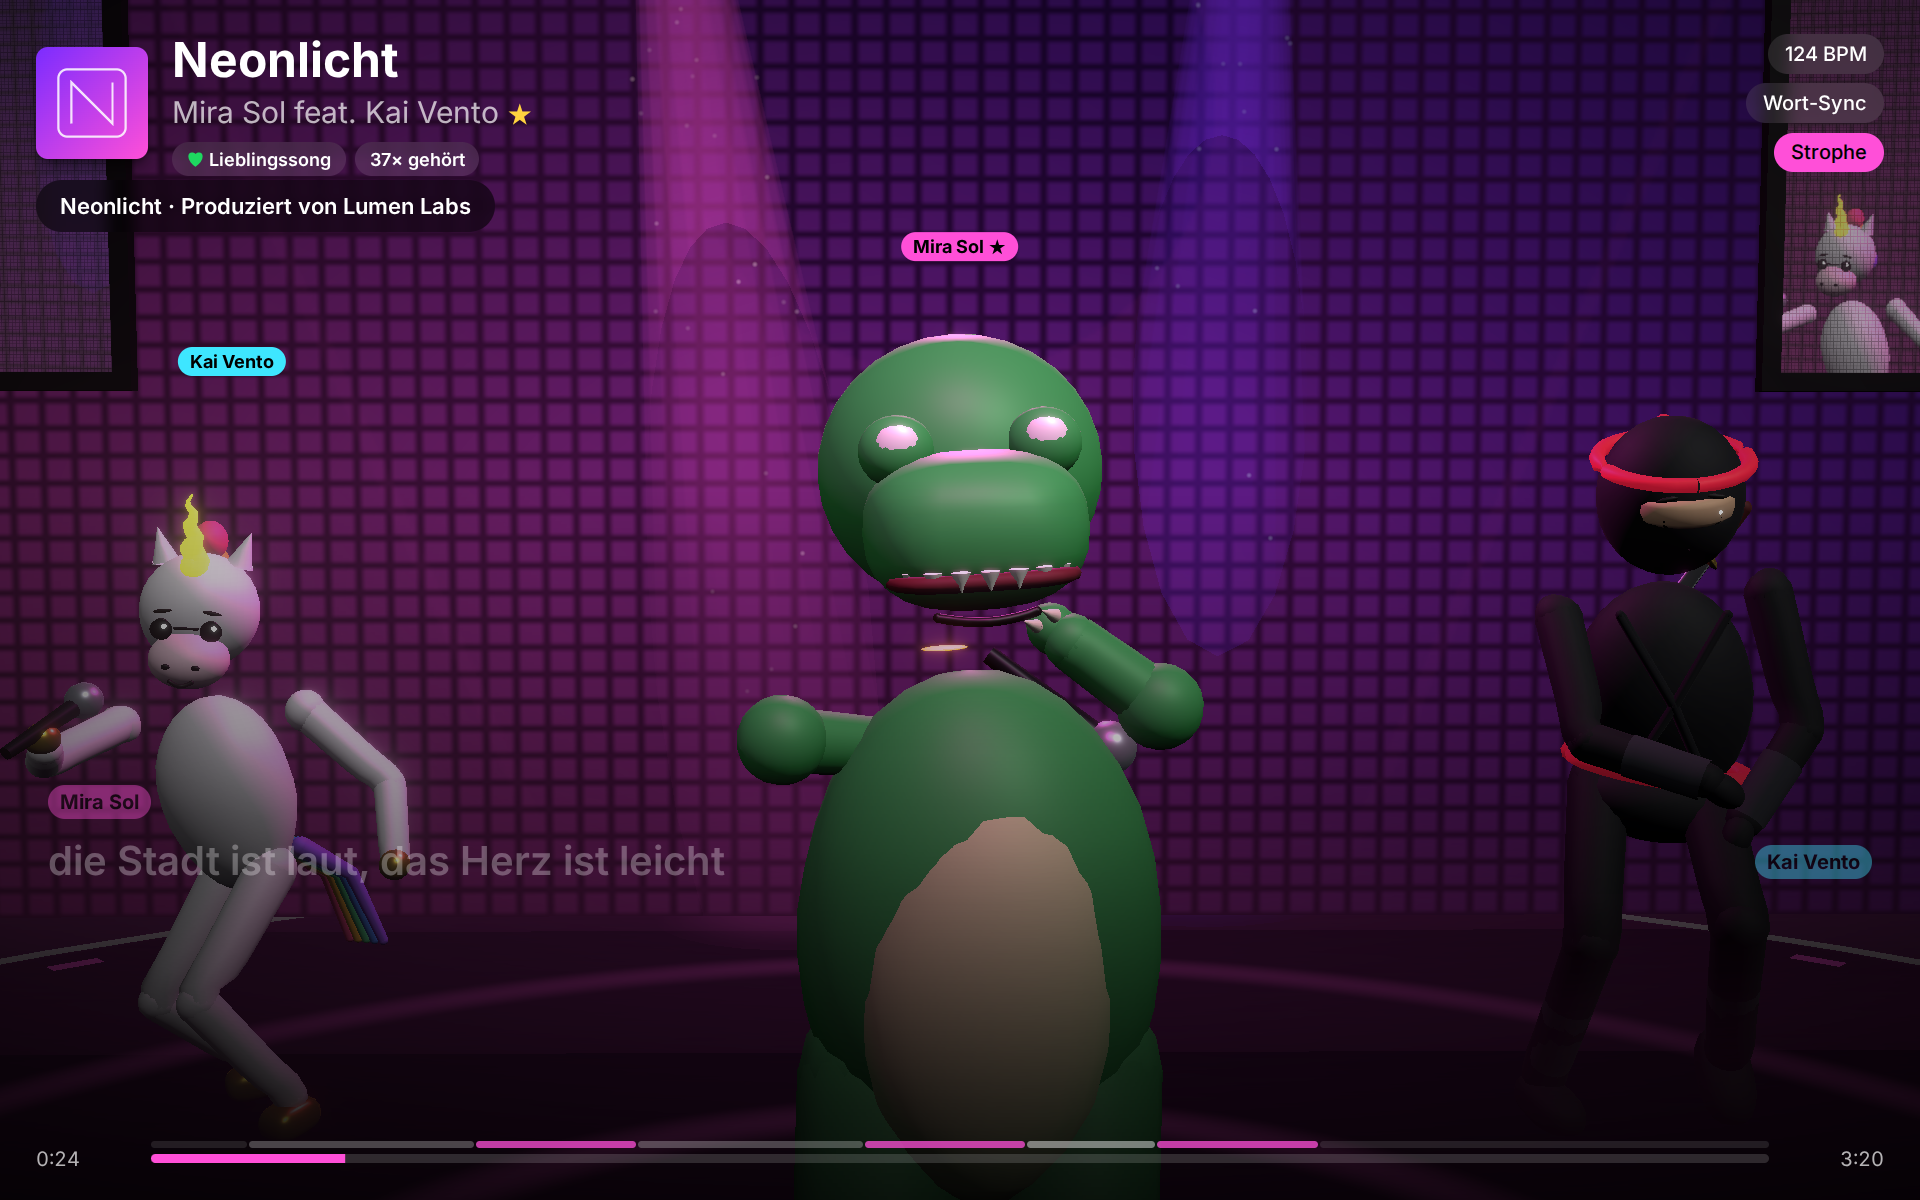 N
Neonlicht
Mira Sol feat. Kai Vento ★
Lieblingssong
37× gehört
Neonlicht · Produziert von Lumen Labs
124 BPM
Wort-Sync
Strophe
Mira Sol ★
Kai Vento
Mira Sol
die Stadt ist laut, das Herz ist leicht
Kai Vento
0:24
3:20